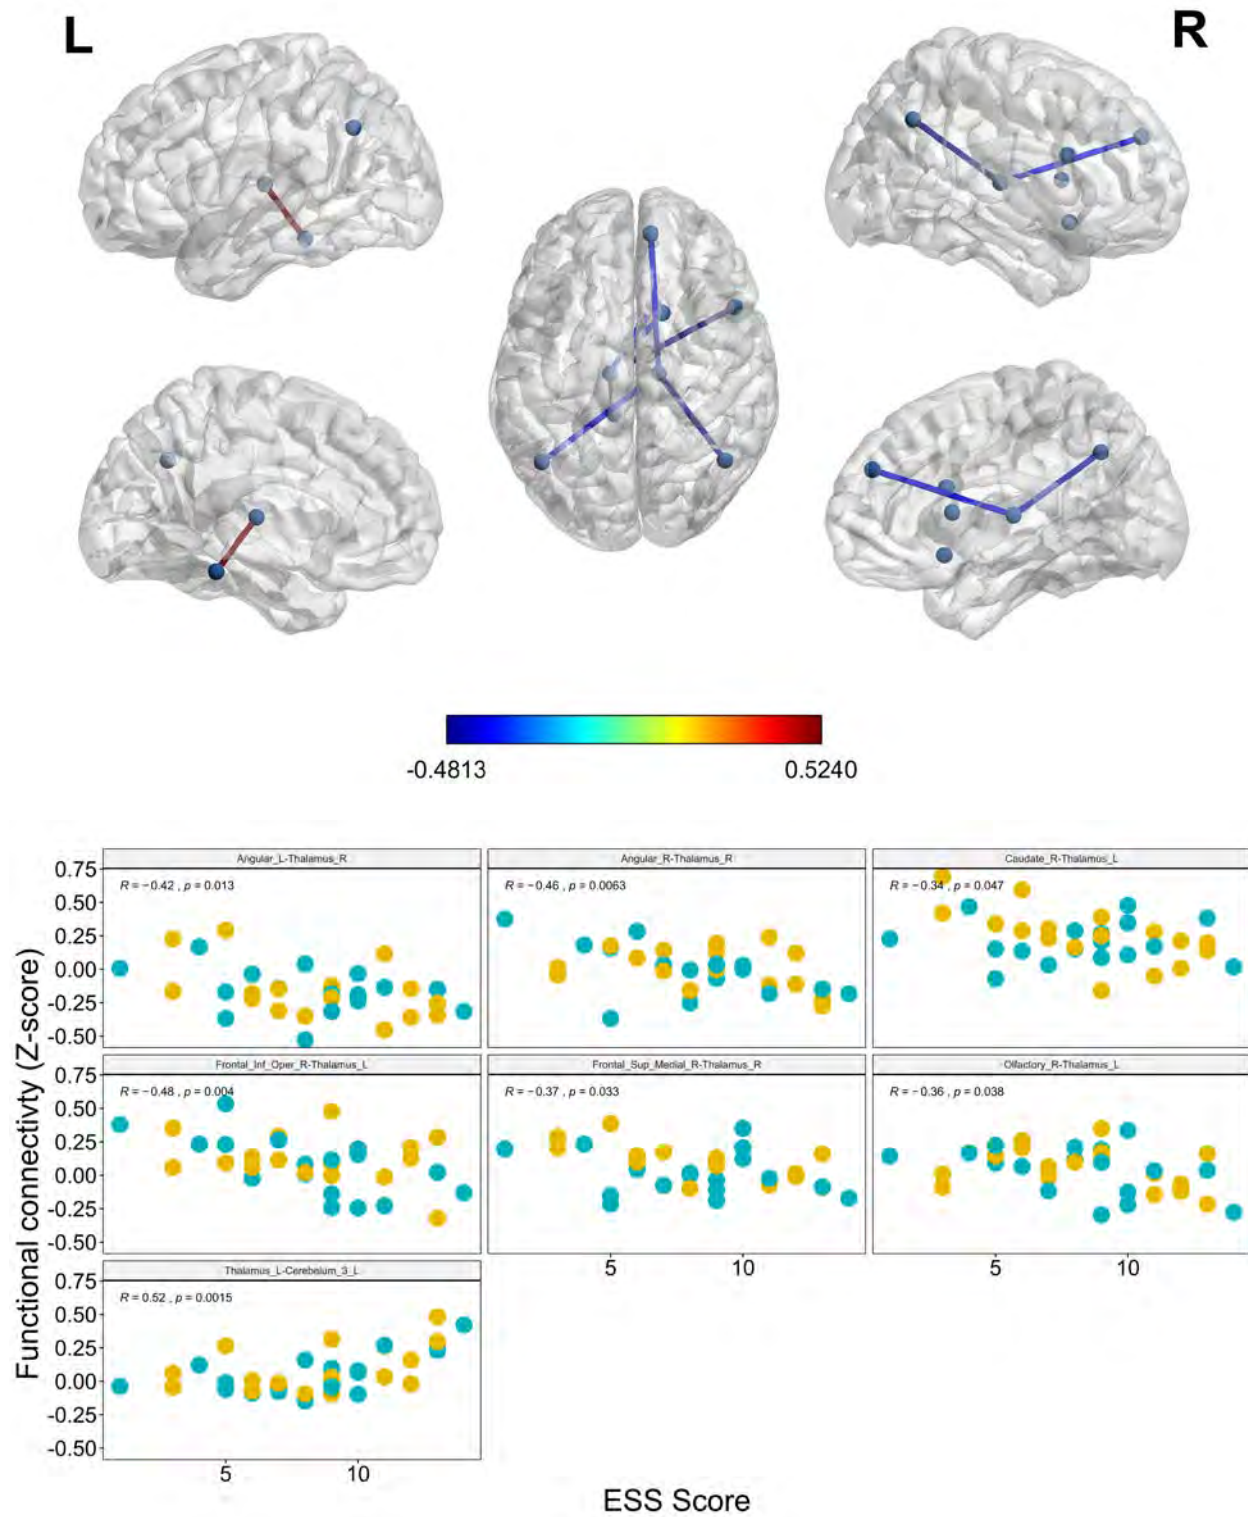 L
R
-0.4813
0.5240
Functional connectivty (Z-score)
Angular_L-Thalamus_R
Angular_R-Thalamus_R
Caudate_R-Thalamus_L
0.75
0.50
0.25
0.00
-0.25
-0.50
R = −0.42 , p = 0.013
R = −0.46 , p = 0.0063
R = −0.34 , p = 0.047
Frontal_Inf_Oper_R-Thalamus_L
Frontal_Sup_Medial_R-Thalamus_R
Olfactory_R-Thalamus_L
0.75
0.50
0.25
0.00
-0.25
-0.50
R = −0.48 , p = 0.004
R = −0.37 , p = 0.033
R = −0.36 , p = 0.038
5
10
5
10
Thalamus_L-Cerebelum_3_L
0.75
0.50
0.25
0.00
-0.25
-0.50
R = 0.52 , p = 0.0015
5
10
ESS Score